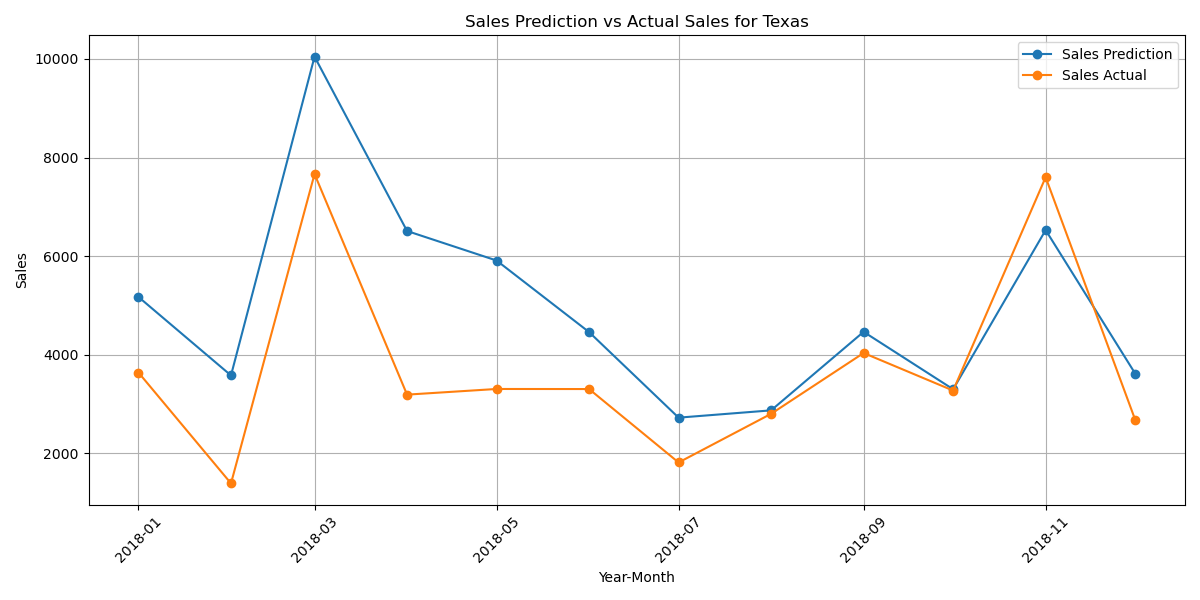 Sales Prediction vs Actual Sales for Texas
Sales Prediction
Sales Actual
10000
8000
6000
4000
2000
Sales
2018-01
2018-03
2018-05
2018-07
2018-09
2018-11
Year-Month